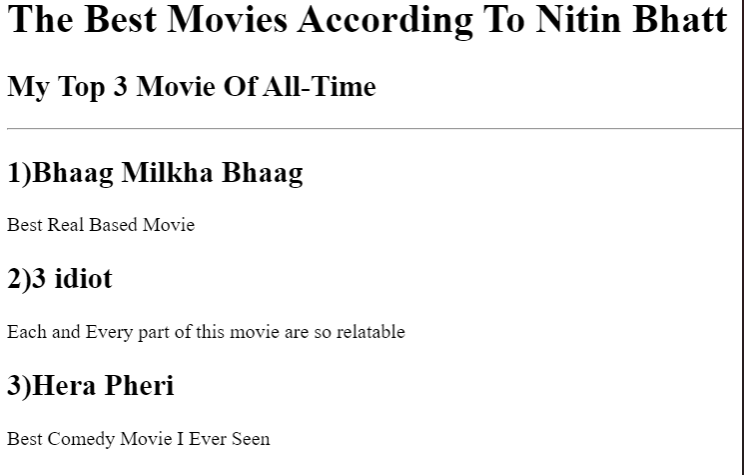 The Best Movies According To Nitin Bhatt
My Top 3 Movie Of All-Time
1)Bhaag Milkha Bhaag
Best Real Based Movie
2)3 idiot
Each and Every part of this movie are so relatable
3)Hera Pheri
Best Comedy Movie I Ever Seen